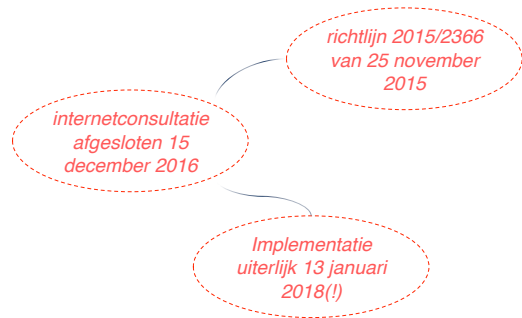 richtlijn 2015/2366
van 25 november
2015
internetconsultatie
afgesloten 15
december 2016
Implementatie
uiterlijk 13 januari
2018(!)